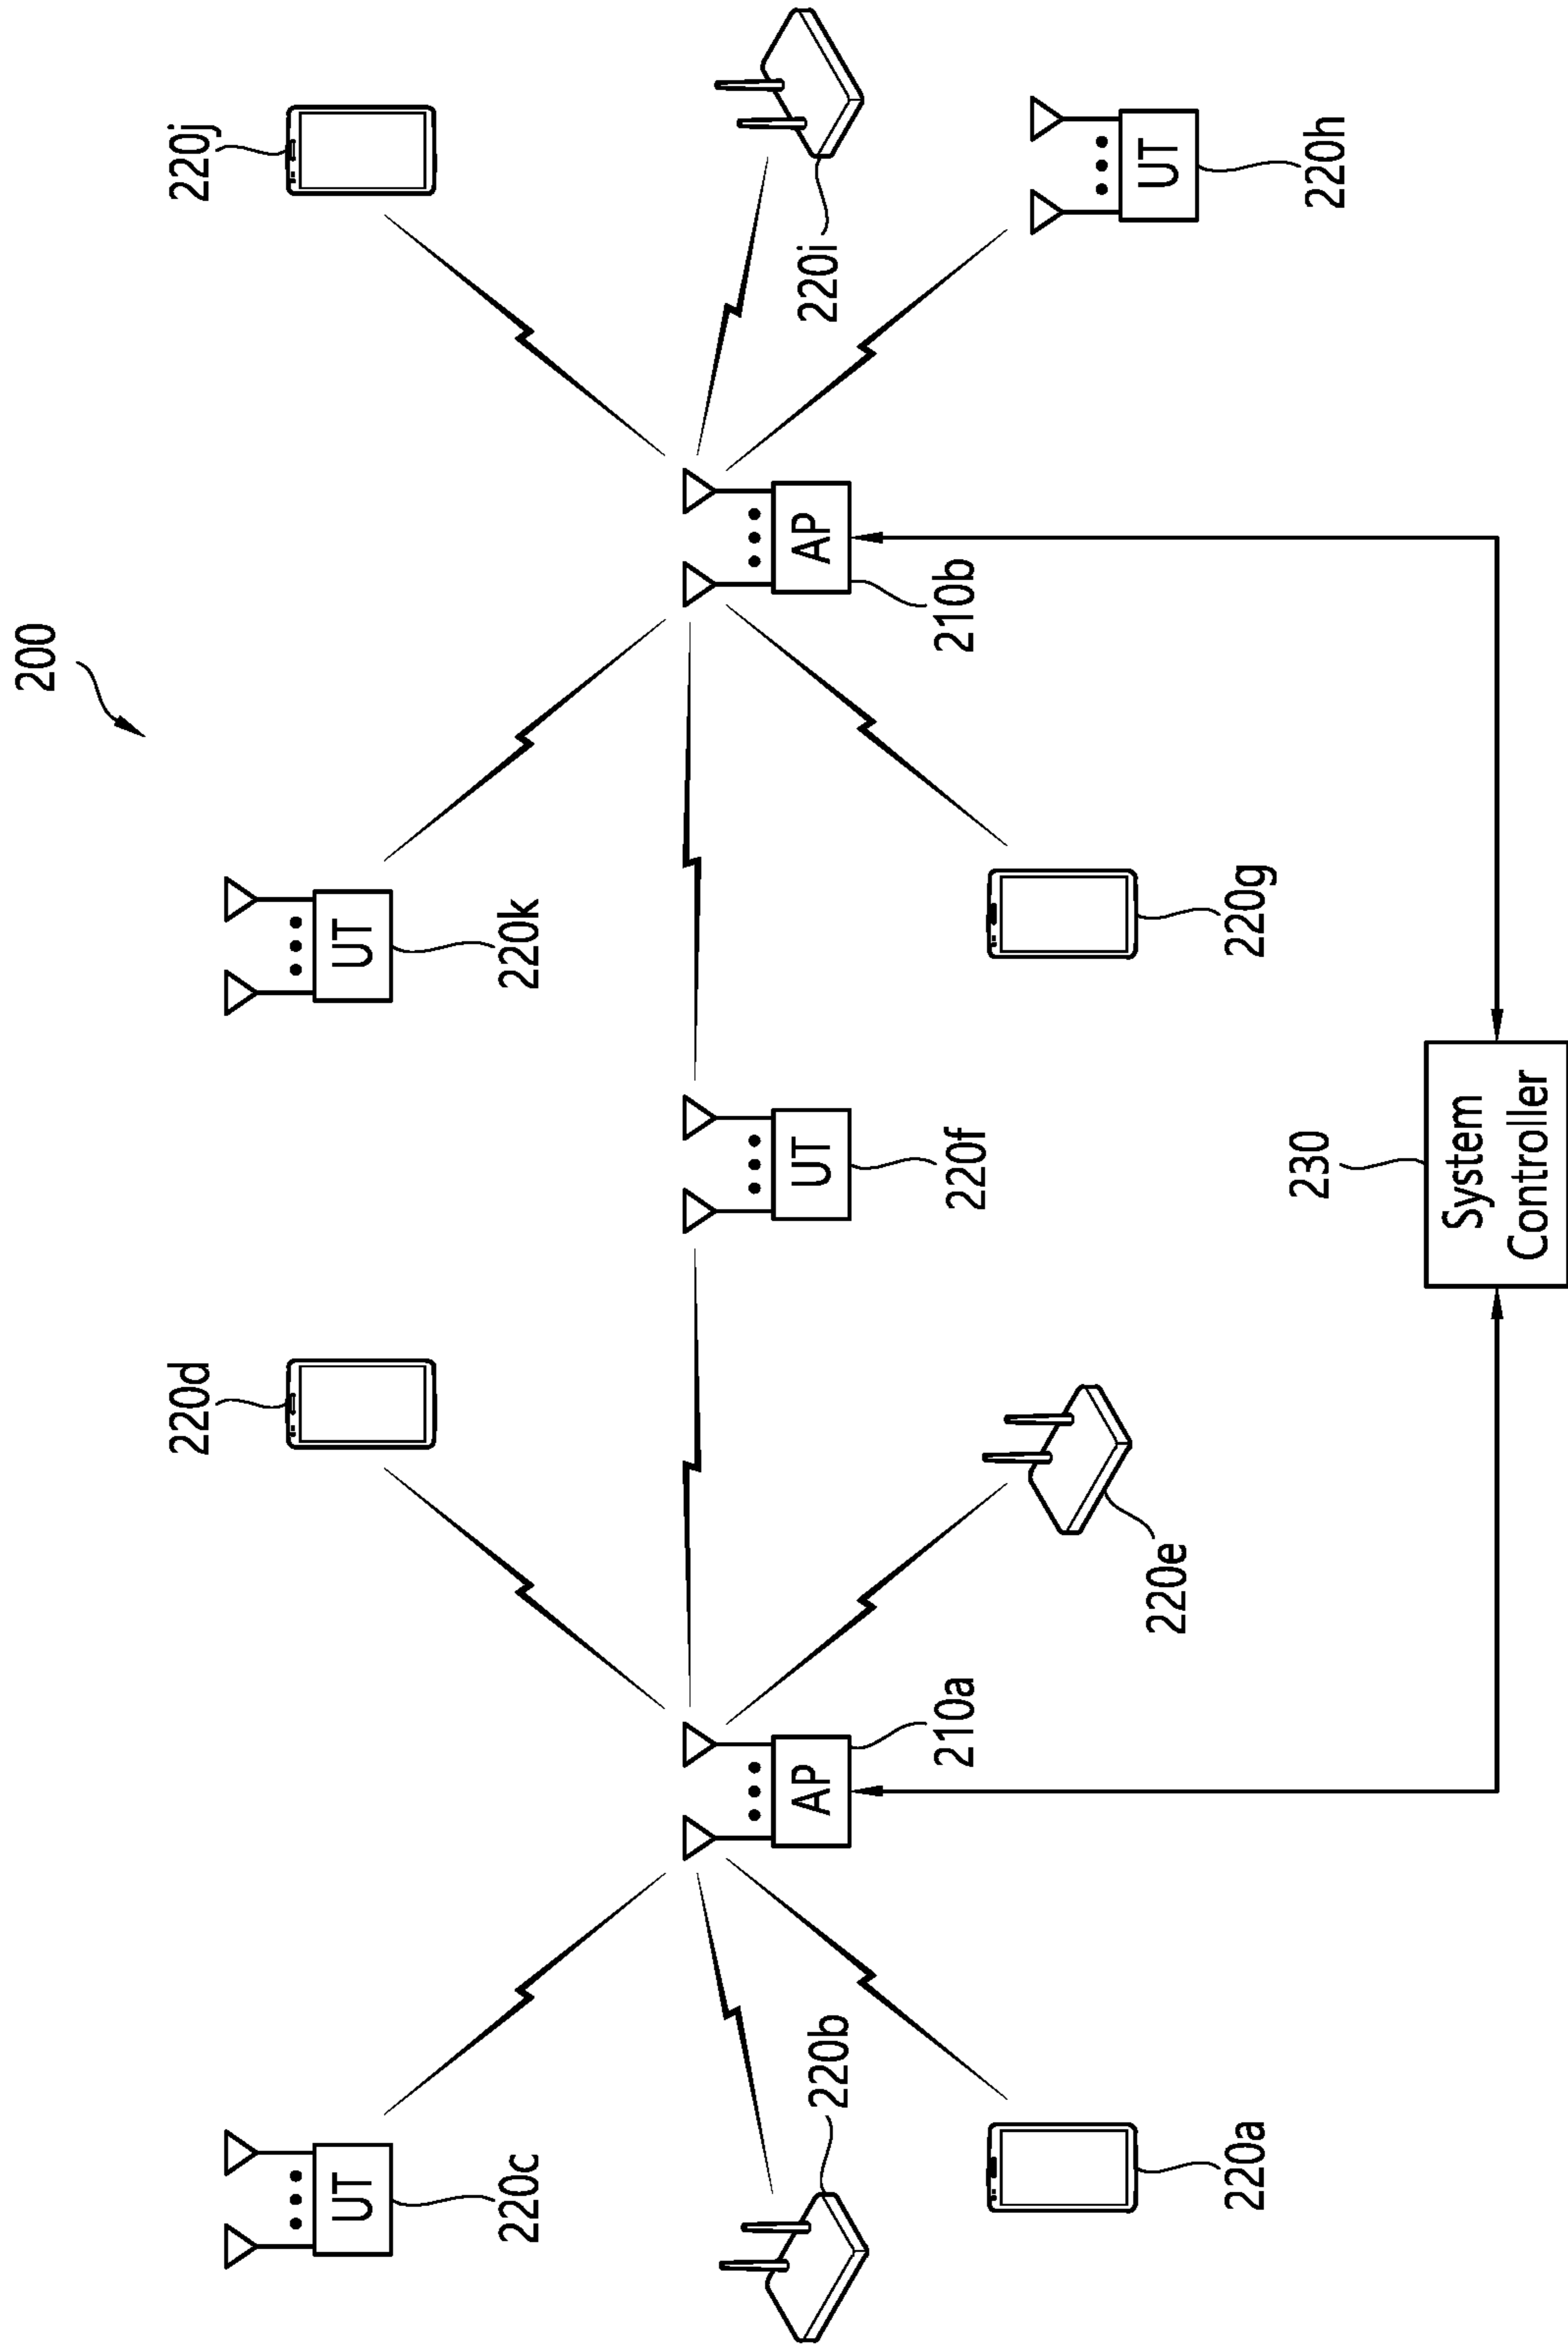 200
220c
UT
220d
220k
UT
220j
220b
AP
210a
UT
220f
AP
210b
220i
220a
220e
220g
UT
220h
230
System
Controller